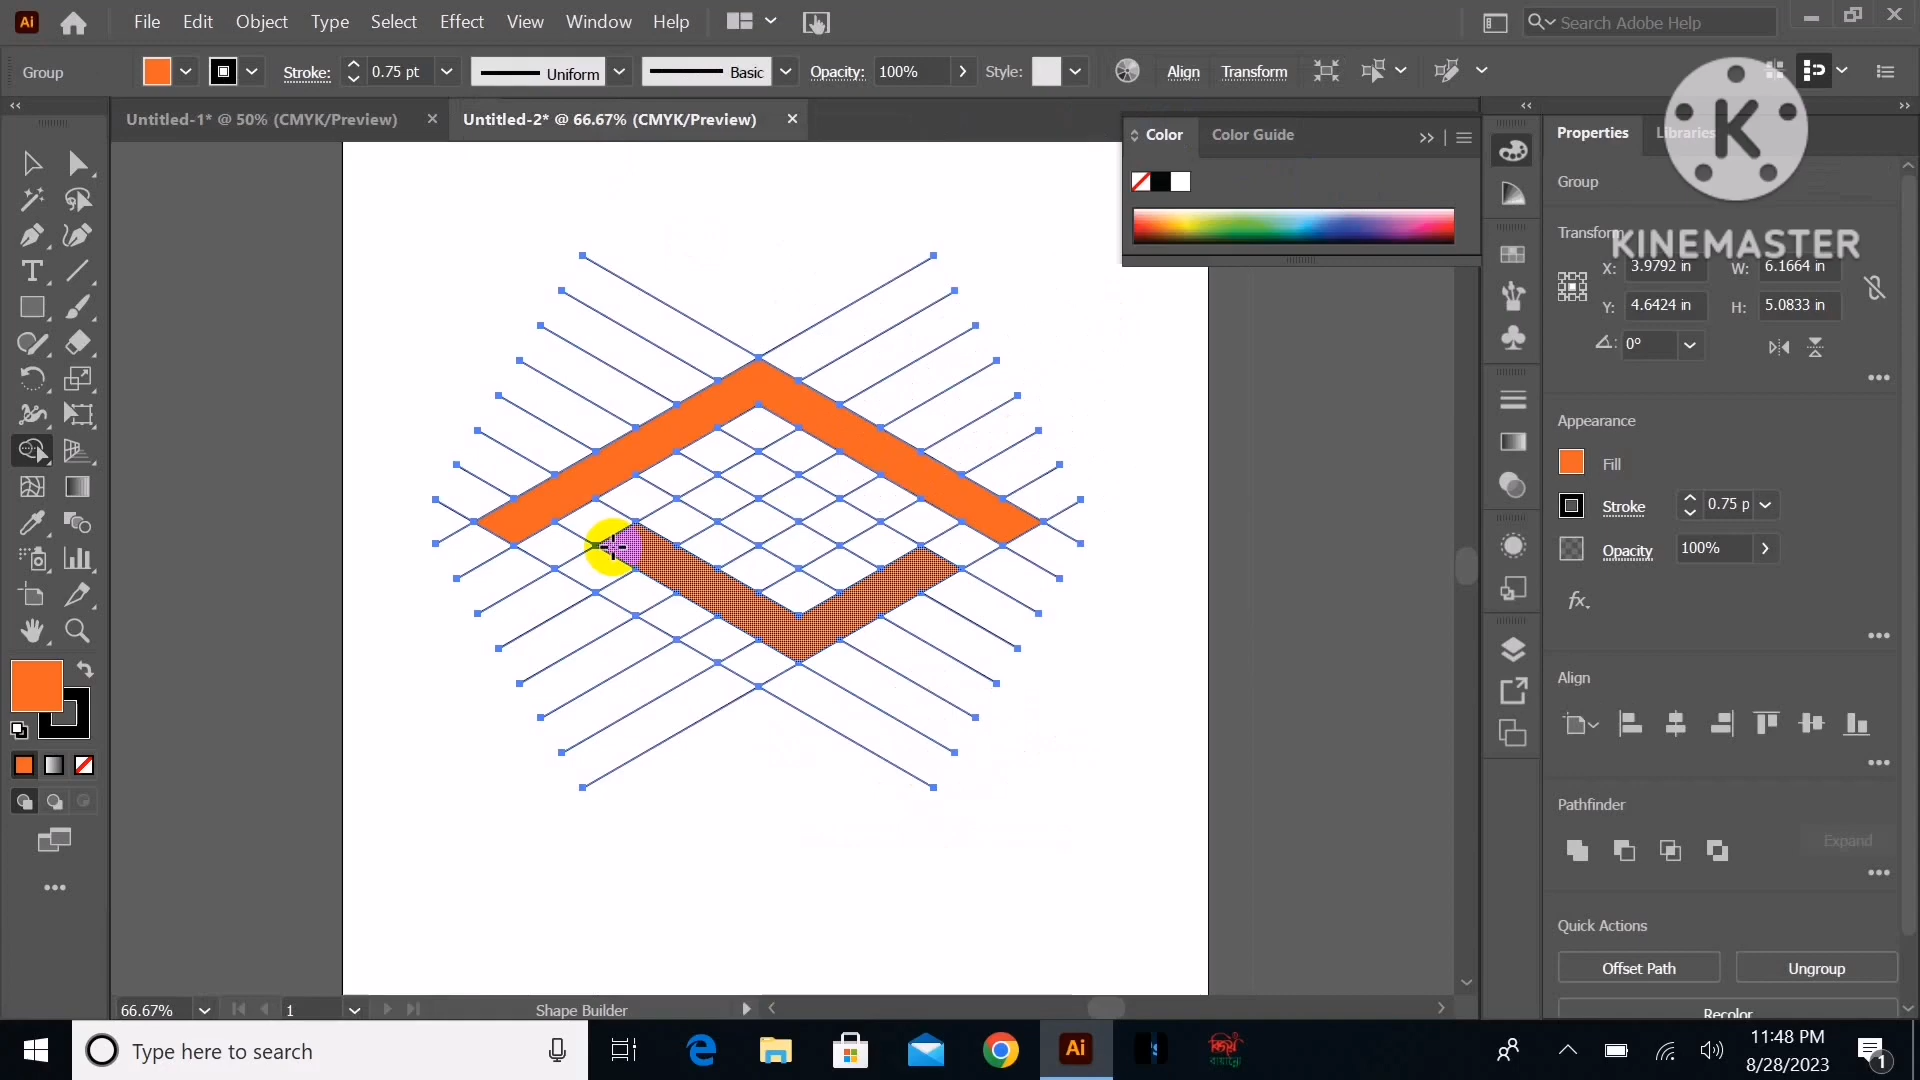 Ai File Edit Object Type Select Effect View Window Help Search Adobe Help
Group Stroke: 0.75 pt Uniform Basic Opacity: 100% Style: Align Transform
Untitled-1* @ 50% (CMYK/Preview) Untitled-2* @ 66.67% (CMYK/Preview)
Color Color Guide
Properties Libraries
K
KINEMASTER
Group
Transform
X: 3.9792 in W: 6.1664 in
Y: 4.6424 in H: 5.0833 in
0°
Appearance
Fill
Stroke 0.75 p
Opacity 100%
fx.
Align
Pathfinder
Expand
Quick Actions
Offset Path Ungroup
Recolor
66.67% 1 Shape Builder
Type here to search
Ai
11:48 PM
8/28/2023
1